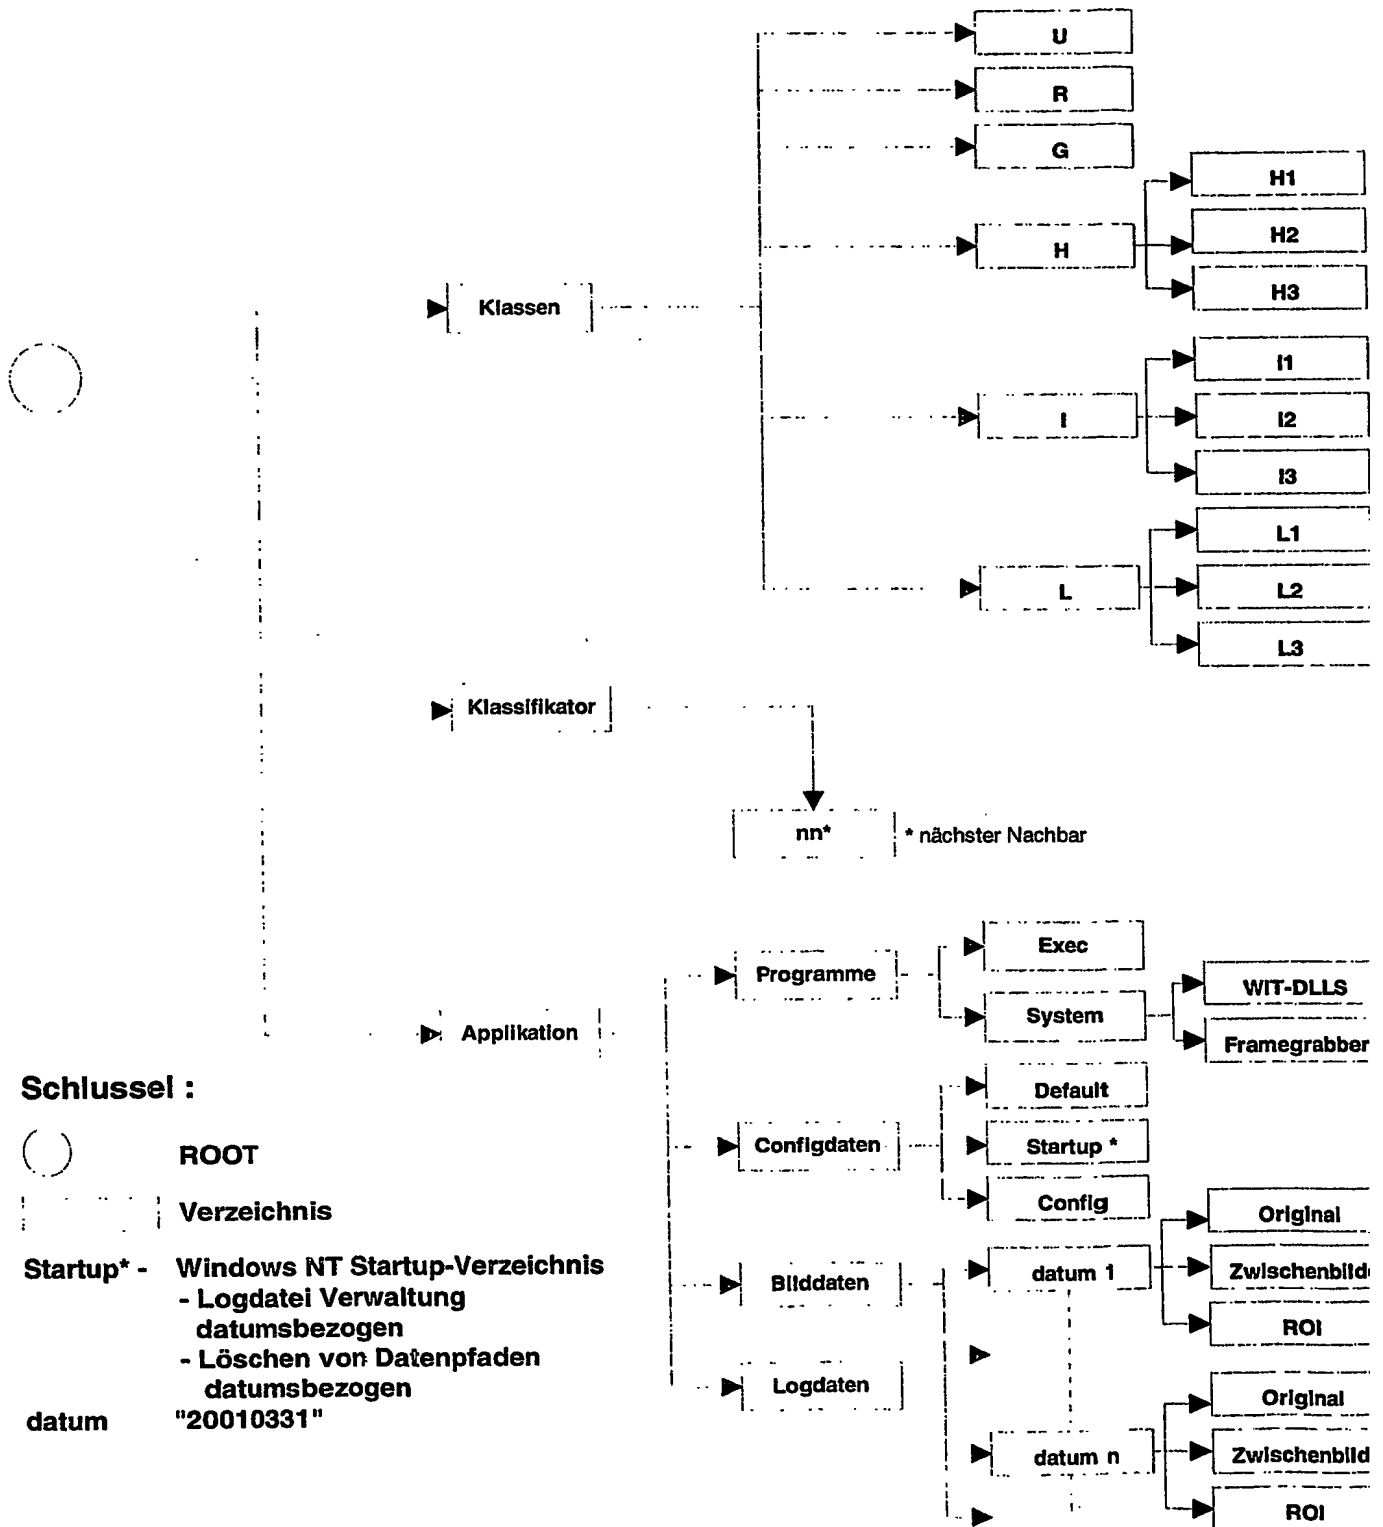 U
R
G
H
H1
H2
H3
Klassen
I
I1
I2
I3
L
L1
L2
L3
Klassifikator
nn*
* nächster Nachbar
Applikation
Programme
Exec
System
WIT-DLLS
Framegrabber
Configdaten
Default
Startup *
Config
Bilddaten
datum 1
Original
Zwischenbild
ROI
datum n
Original
Zwischenbild
ROI
Logdaten
Schlussel :
ROOT
Verzeichnis
Startup* - Windows NT Startup-Verzeichnis
- Logdatei Verwaltung
datumsbezogen
- Löschen von Datenpfaden
datumsbezogen
datum "20010331"